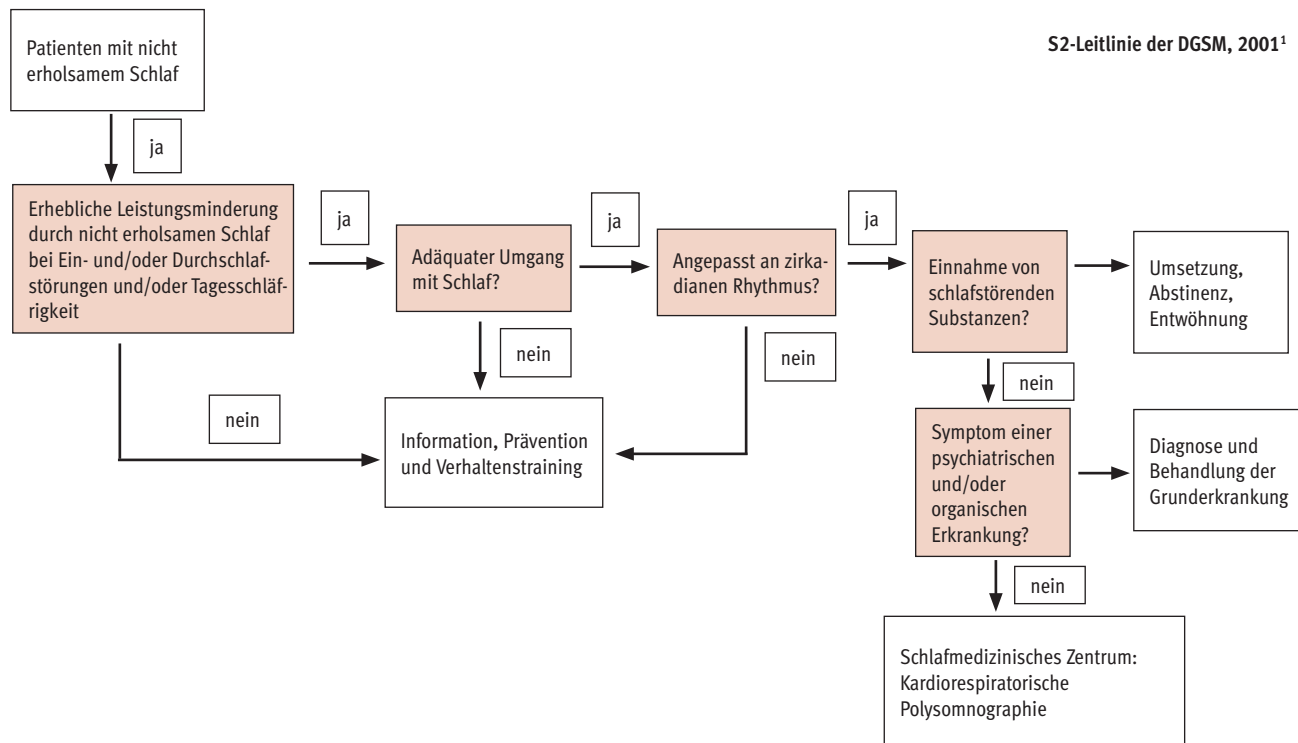 S2-Leitlinie der DGSM, 2001¹
Patienten mit nicht
erholsamem Schlaf
ja
Erhebliche Leistungsminderung
durch nicht erholsamen Schlaf
bei Ein- und/oder Durchschlaf-
störungen und/oder Tagesschläf-
rigkeit
ja
Adäquater Umgang
mit Schlaf?
ja
Angepasst an zirka-
dianen Rhythmus?
ja
Einnahme von
schlafstörenden
Substanzen?
Umsetzung,
Abstinenz,
Entwöhnung
nein
nein
nein
nein
Information, Prävention
und Verhaltenstraining
Symptom einer
psychiatrischen
und/oder
organischen
Erkrankung?
Diagnose und
Behandlung der
Grunderkrankung
nein
Schlafmedizinisches Zentrum:
Kardiorespiratorische
Polysomnographie